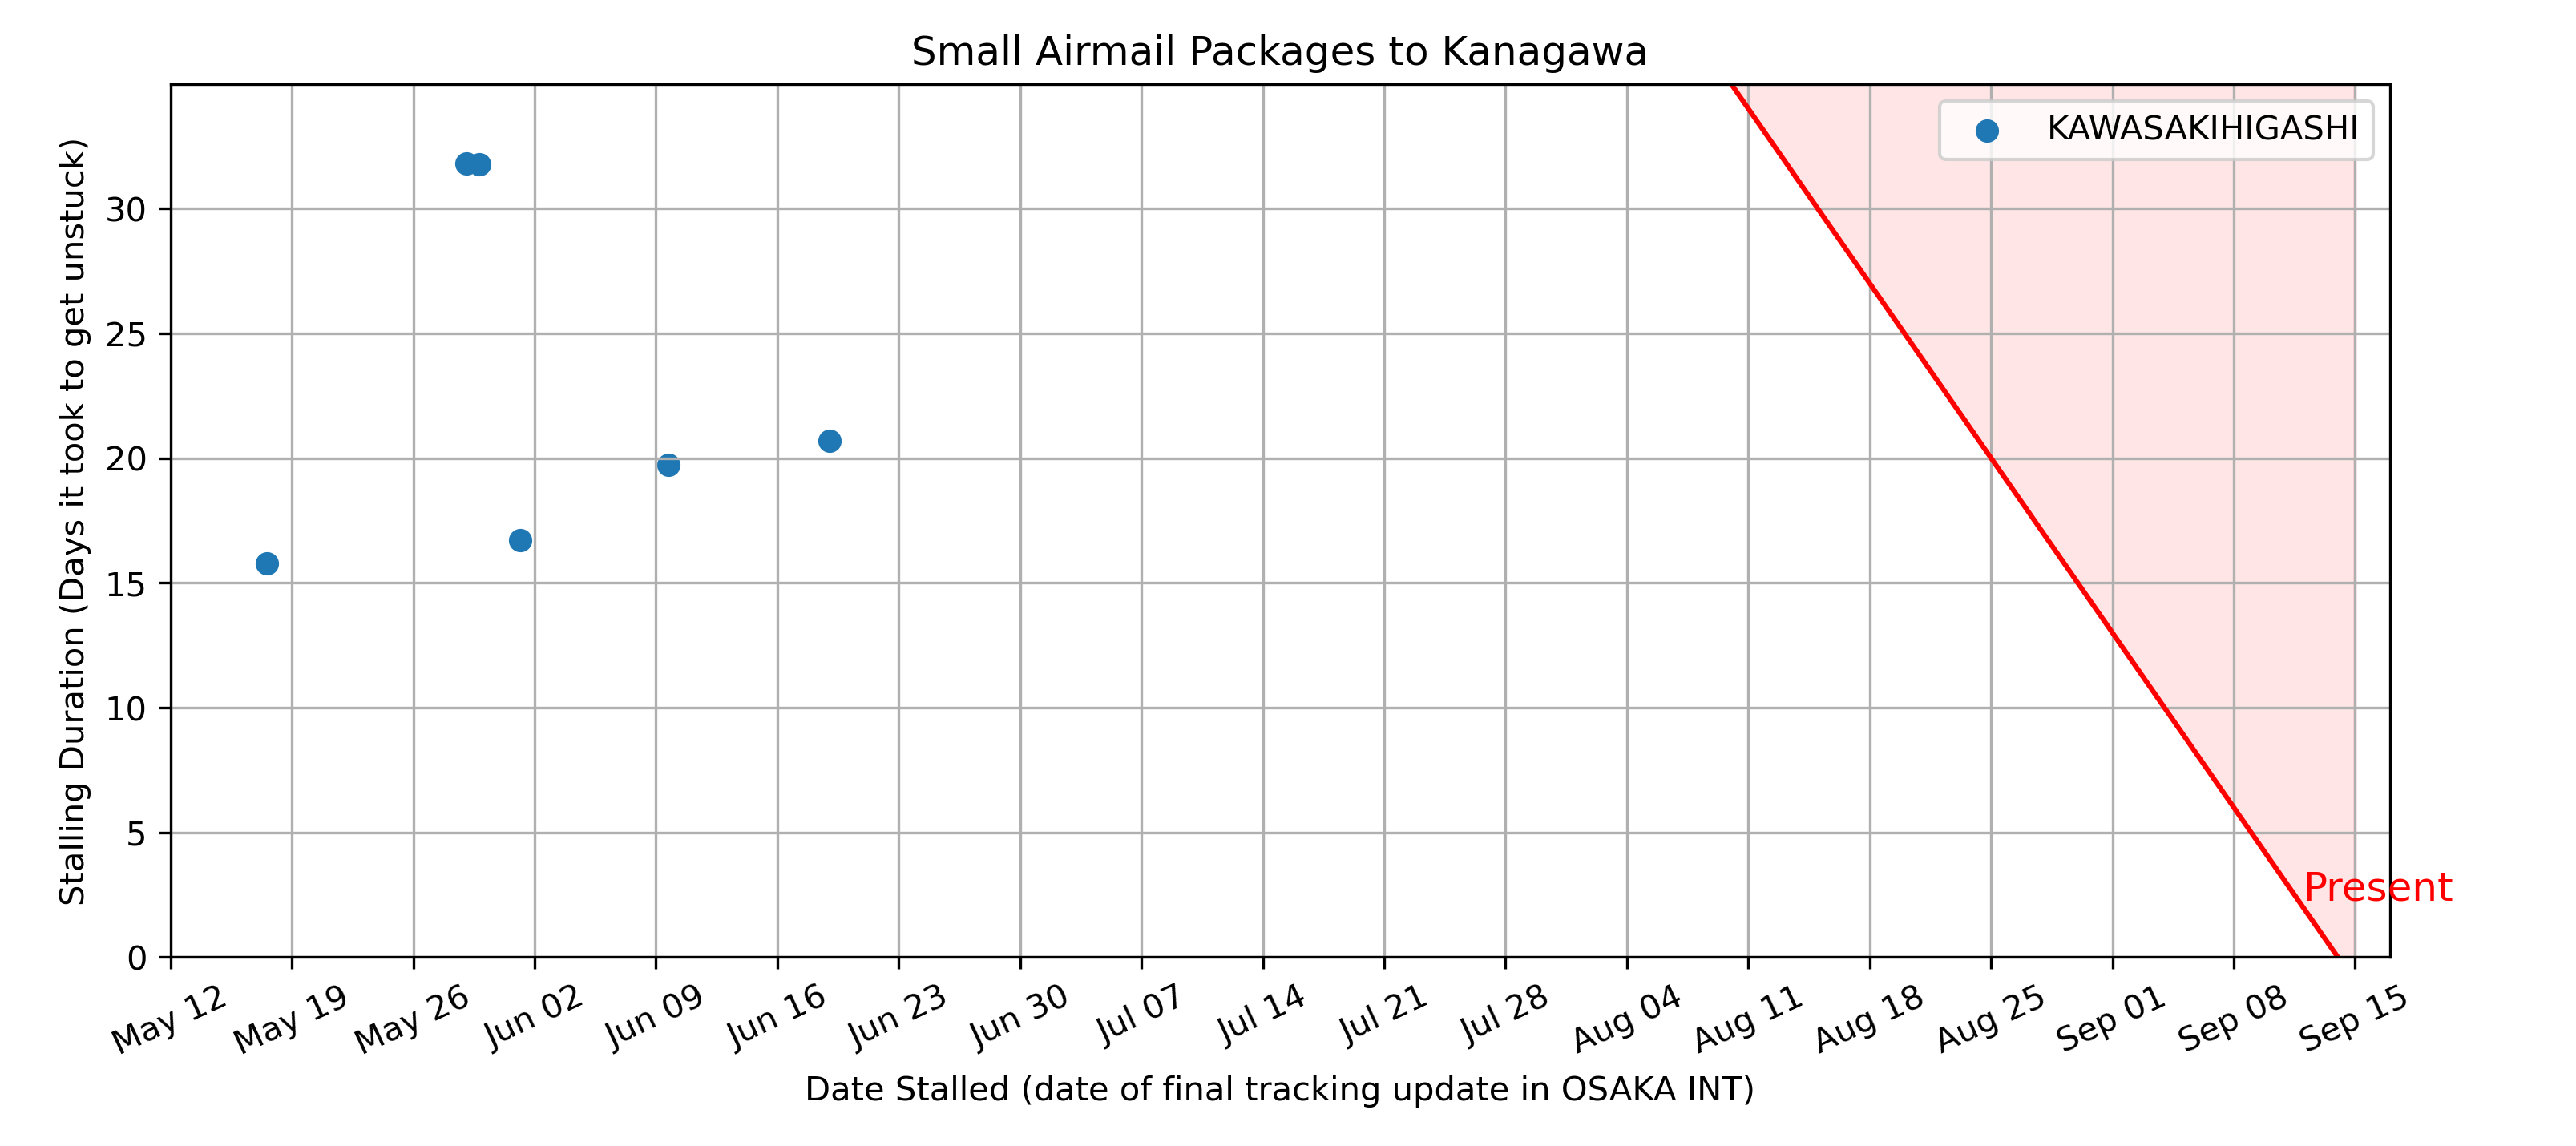 Small Airmail Packages to Kanagawa
KAWASAKIHIGASHI
Stalling Duration (Days it took to get unstuck)
30
25
20
15
10
5
0
Present
May 12
May 19
May 26
Jun 02
Jun 09
Jun 16
Jun 23
Jun 30
Jul 07
Jul 14
Jul 21
Jul 28
Aug 04
Aug 11
Aug 18
Aug 25
Sep 01
Sep 08
Sep 15
Date Stalled (date of final tracking update in OSAKA INT)